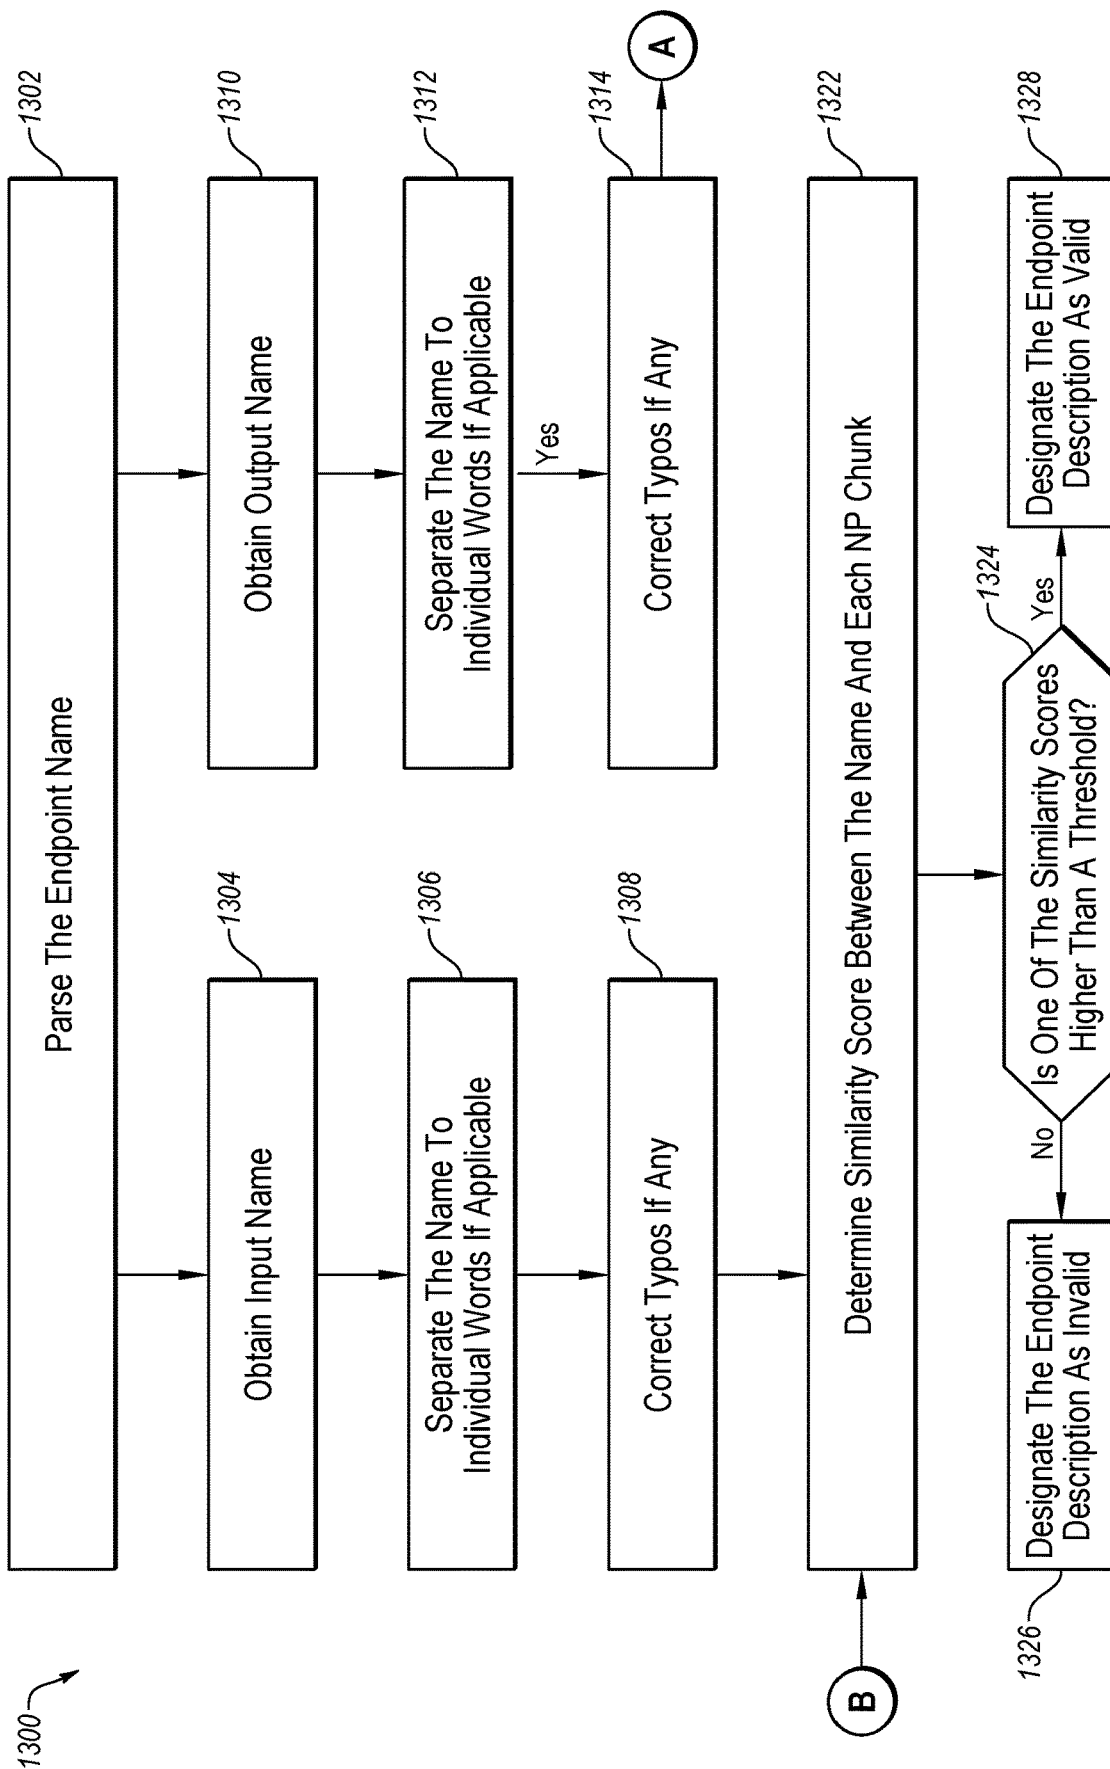 1300
Parse The Endpoint Name
1302
Obtain Input Name
1304
Obtain Output Name
1310
Separate The Name To
Individual Words If Applicable
1306
Separate The Name To
Individual Words If Applicable
1312
Yes
Correct Typos If Any
1308
Correct Typos If Any
1314
A
B
Determine Similarity Score Between The Name And Each NP Chunk
1322
1326
Designate The Endpoint
Description As Invalid
No
Is One Of The Similarity Scores
Higher Than A Threshold?
1324
Yes
Designate The Endpoint
Description As Valid
1328